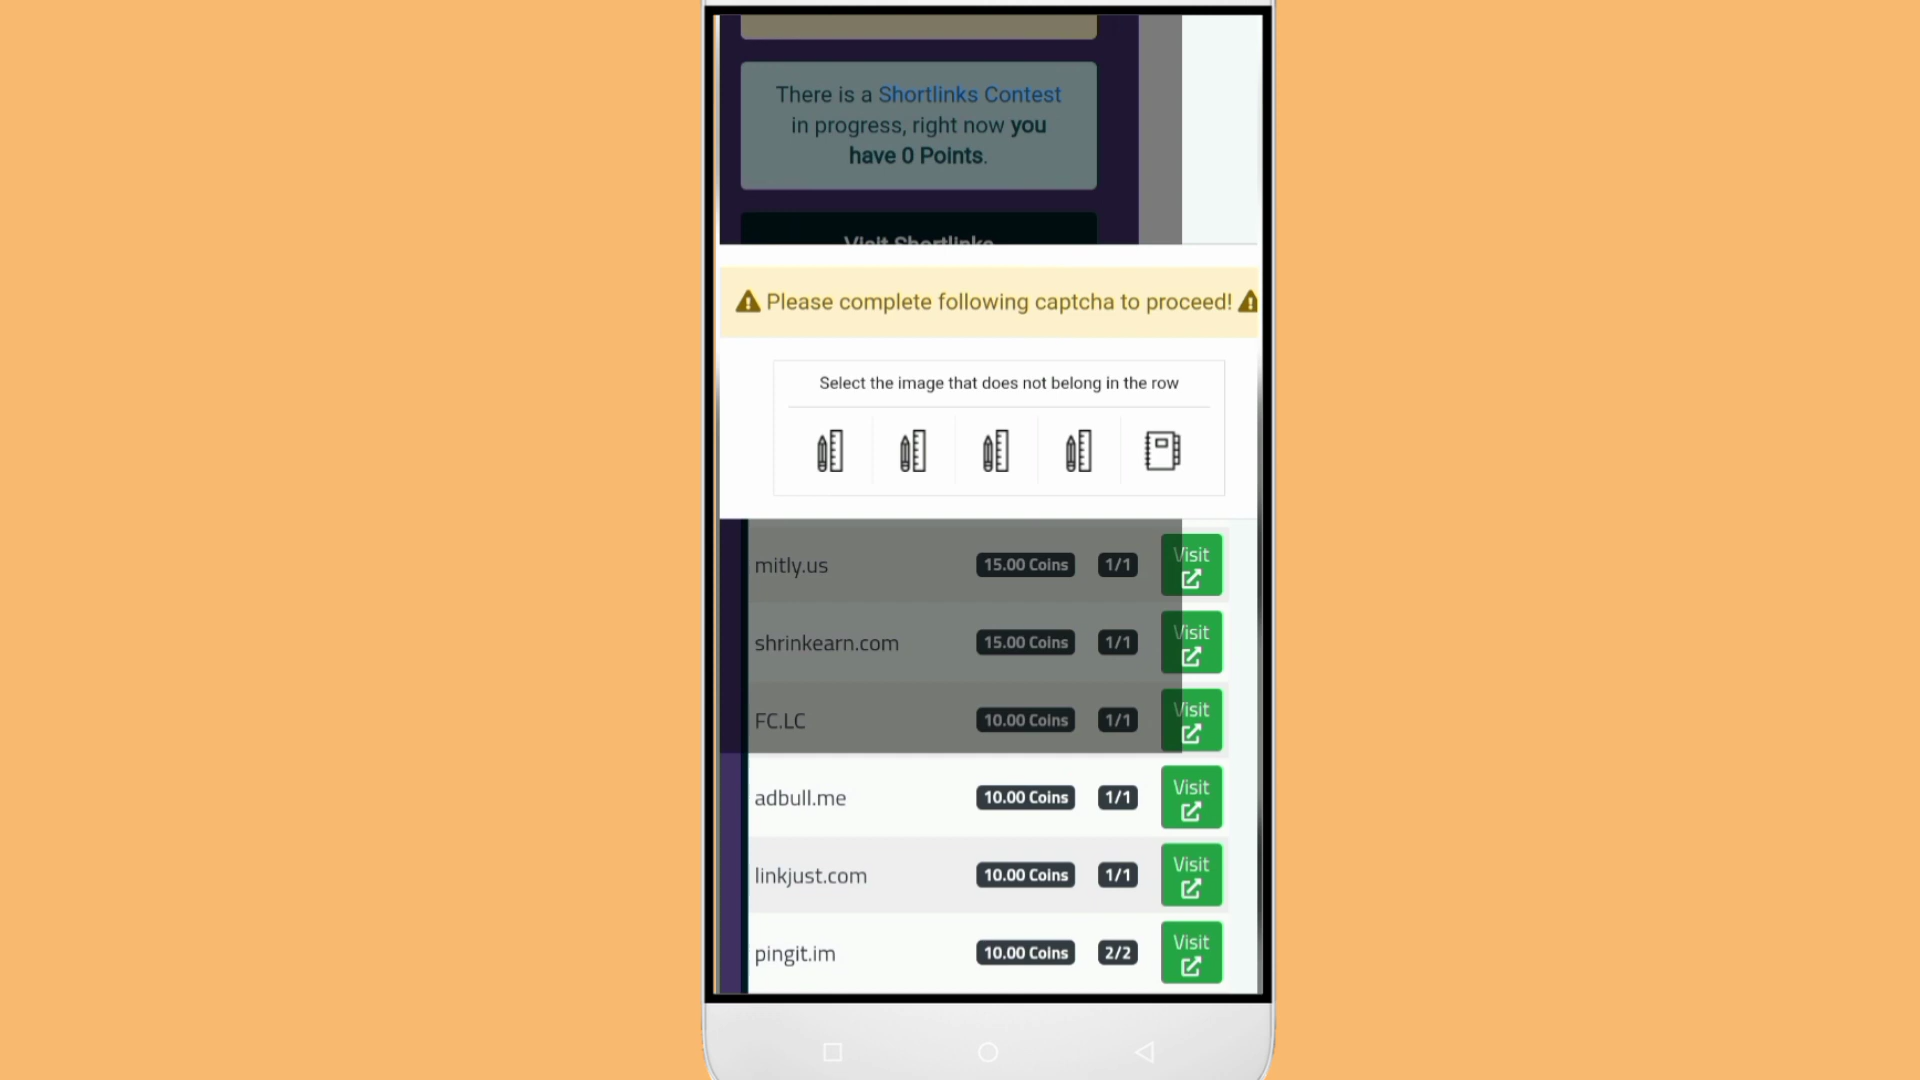 There is a Shortlinks Contest
in progress, right now you
have 0 Points.
Visit Shortlinks
Please complete following captcha to proceed!
Select the image that does not belong in the row
mitly.us 15.00 Coins 1/1 Visit
shrinkearn.com 15.00 Coins 1/1 Visit
FC.LC 10.00 Coins 1/1 Visit
adbull.me 10.00 Coins 1/1 Visit
linkjust.com 10.00 Coins 1/1 Visit
pingit.im 10.00 Coins 2/2 Visit